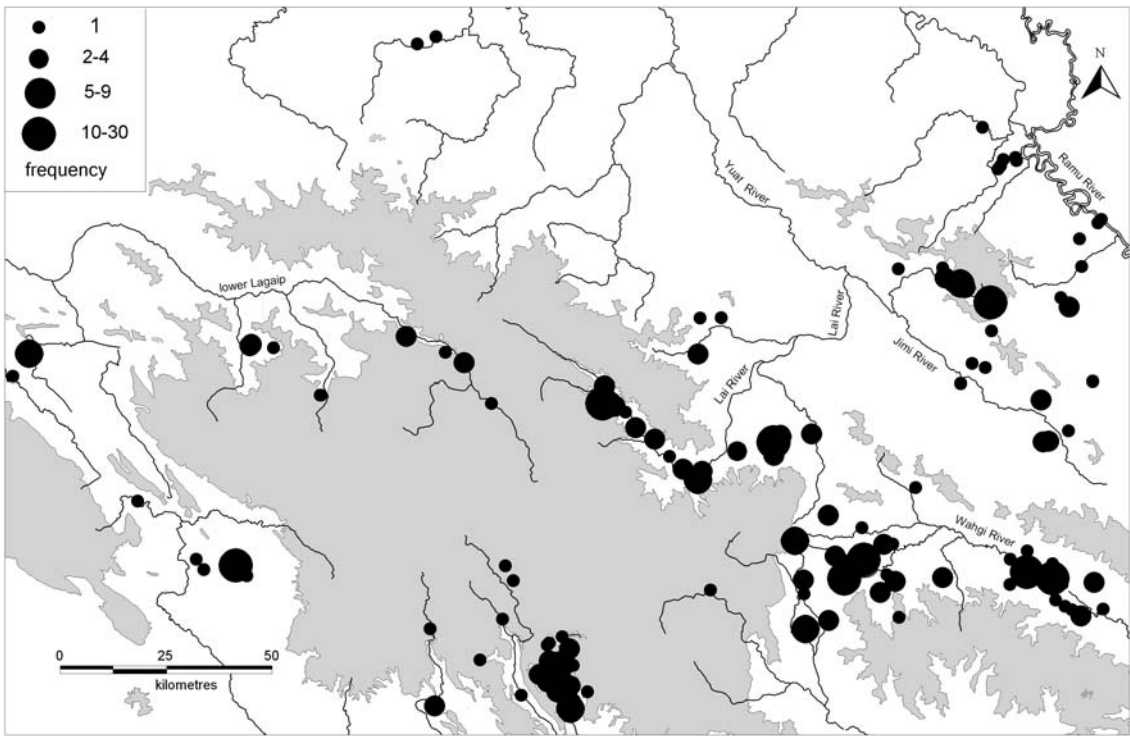 1
2-4
5-9
10-30
frequency
N
Yuat River
Ramu River
lower Lagaip
Lai River
Jimi River
Lai River
Wahgi River
0 25 50
kilometres